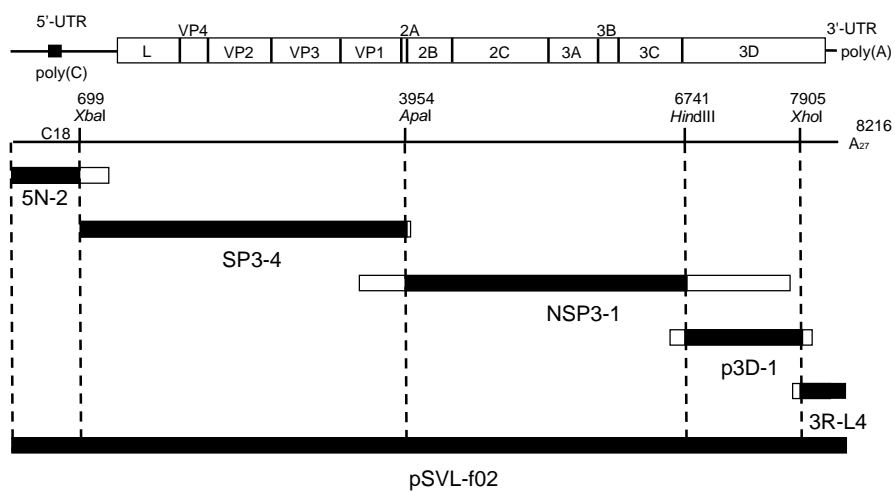 5'-UTR
VP4
2A
3B
3'-UTR
L
VP2
VP3
VP1
2B
2C
3A
3C
3D
poly(A)
poly(C)
699
3954
6741
7905
XbaI
ApaI
HindIII
XhoI
8216
C18
A27
5N-2
SP3-4
NSP3-1
p3D-1
3R-L4
pSVL-f02